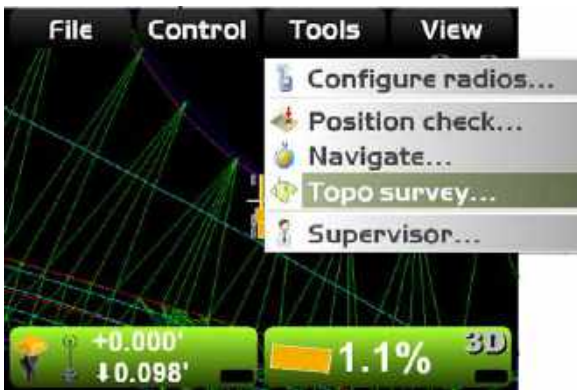 File Control Tools View
Configure radios...
Position check...
Navigate...
Topo survey...
Supervisor...
+0.000'
↓0.098'
1.1%
3D